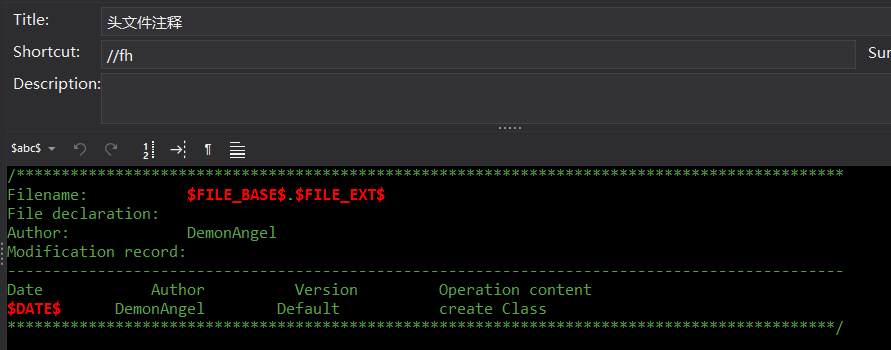 Title: 头文件注释
Shortcut: //fh Sur
Description:
$abc$
/********************************************************************************************
Filename: $FILE_BASE$.$FILE_EXT$
File declaration:
Author: DemonAngel
Modification record:
---------------------------------------------------------------------------------------------
Date Author Version Operation content
$DATE$ DemonAngel Default create Class
********************************************************************************************/